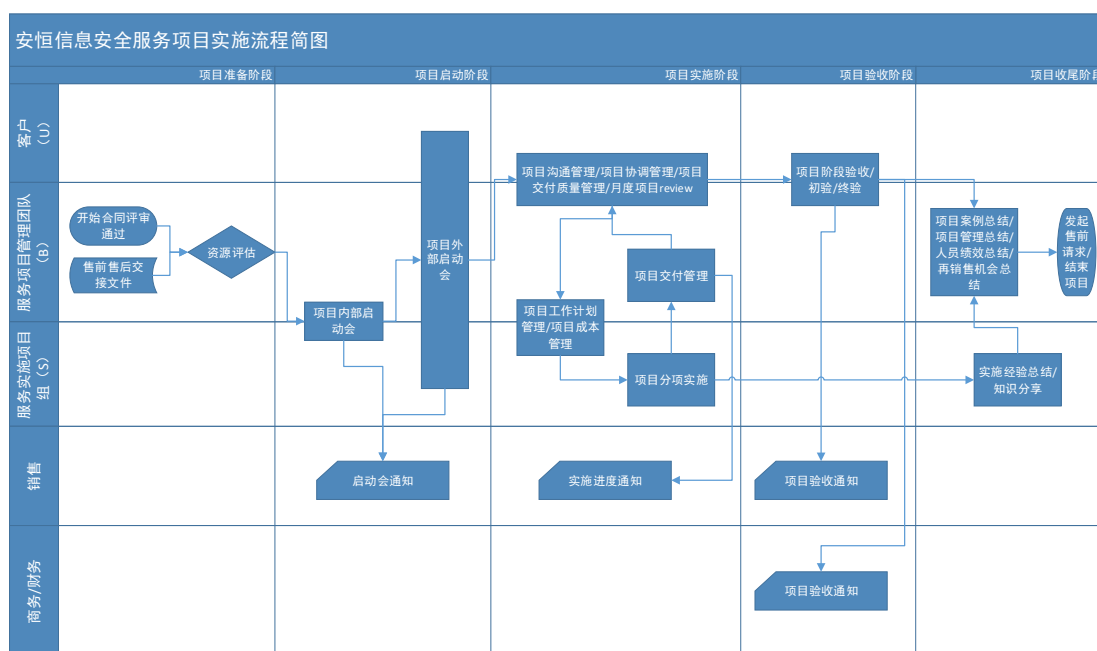 安恒信息安全服务项目实施流程简图
项目准备阶段
项目启动阶段
项目实施阶段
项目验收阶段
项目收尾阶段
客户
（U）
项目沟通管理/项目协调管理/项目
交付质量管理/月度项目review
项目阶段验收/
初验/终验
服务项目管理团队
（B）
开始合同评审
通过
售前售后交
接文件
资源评估
项目内部启
动会
项目外
部启动
会
项目交付管理
项目工作计划
管理/项目成本
管理
项目案例总结/
项目管理总结/
人员绩效总结/
再销售机会总
结
发起
售前
请求/
结束
项目
服务实施项目
组（S）
项目分项实施
实施经验总结/
知识分享
销售
启动会通知
实施进度通知
项目验收通知
商务/财务
项目验收通知